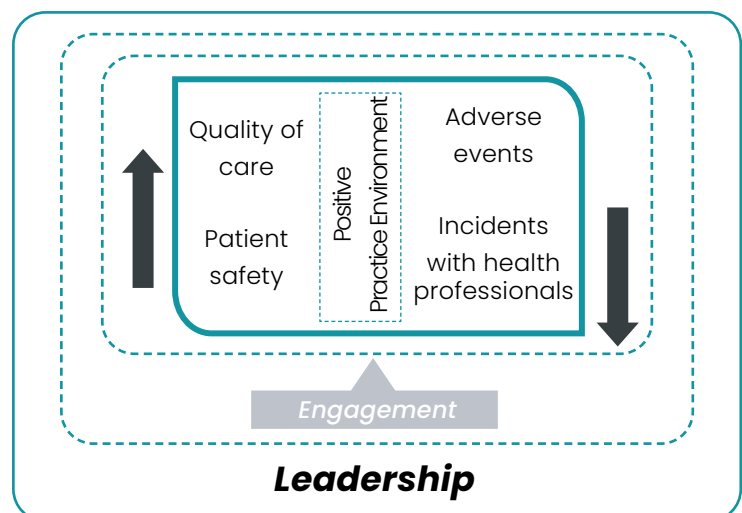 Quality of
care
Patient
safety
Positive
Practice Environment
Adverse
events
Incidents
with health
professionals
Engagement
Leadership